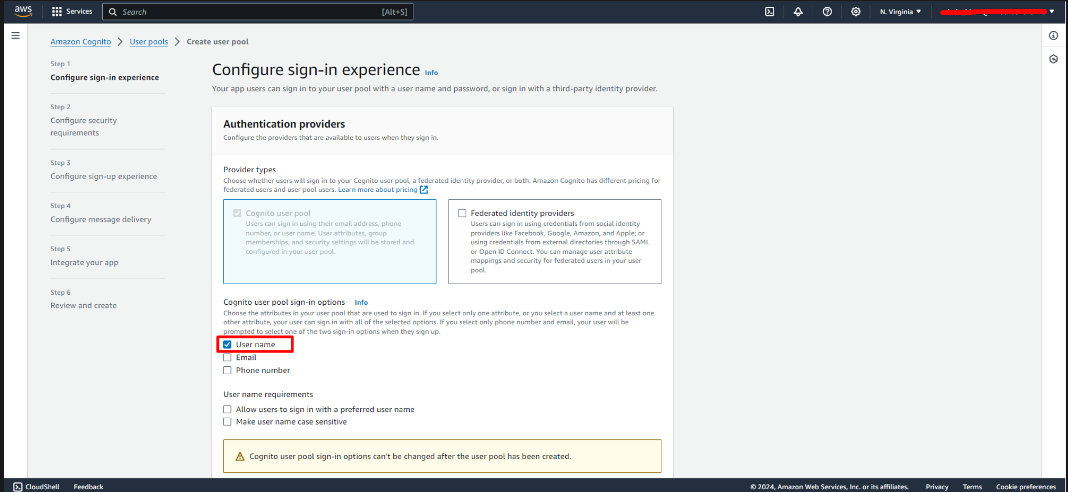 aws
Services
Search
[Alt+S]
N. Virginia
Amazon Cognito
User pools
Create user pool
Step 1
Configure sign-in experience
Step 2
Configure security
requirements
Step 3
Configure sign-up experience
Step 4
Configure message delivery
Step 5
Integrate your app
Step 6
Review and create
Configure sign-in experience Info
Your app users can sign in to your user pool with a user name and password, or sign in with a third-party identity provider.
Authentication providers
Configure the providers that are available to users when they sign in.
Provider types
Choose whether users will sign in to your Cognito user pool, a federated identity provider, or both. Amazon Cognito has different pricing for
federated users and user pool users. Learn more about pricing
Cognito user pool
Users can sign in using their email address, phone
number, or user name. User attributes, group
memberships, and security settings will be stored and
configured in your user pool.
Federated identity providers
Users can sign in using credentials from social identity
providers like Facebook, Google, Amazon, and Apple; or
using credentials from external directories through SAML
or Open ID Connect. You can manage user attribute
mappings and security for federated users in your user
pool.
Cognito user pool sign-in options Info
Choose the attributes in your user pool that are used to sign in. If you select only one attribute, or you select a user name and at least one
other attribute, your user can sign in with all of the selected options. If you select only phone number and email, your user will be
prompted to select one of the two sign-in options when they sign up.
User name
Email
Phone number
User name requirements
Allow users to sign in with a preferred user name
Make user name case sensitive
Cognito user pool sign-in options can't be changed after the user pool has been created.
CloudShell
Feedback
© 2024, Amazon Web Services, Inc. or its affiliates.
Privacy
Terms
Cookie preferences